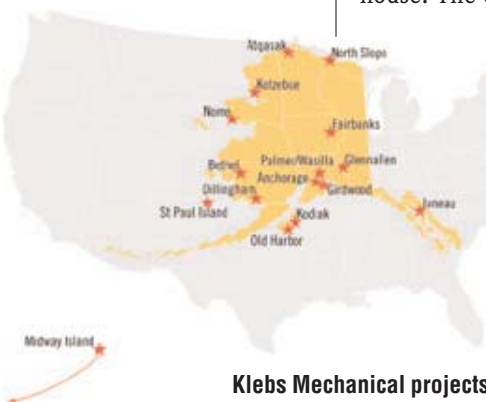 house. The
Atqasak
North Slope
Kotzebue
Nome
Fairbanks
Bethel
Palmer/Wasilla
Glennallen
Anchorage
Dillingham
Girdwood
St Paul Island
Kodiak
Juneau
Old Harbor
Midway Island
Klebs Mechanical projects